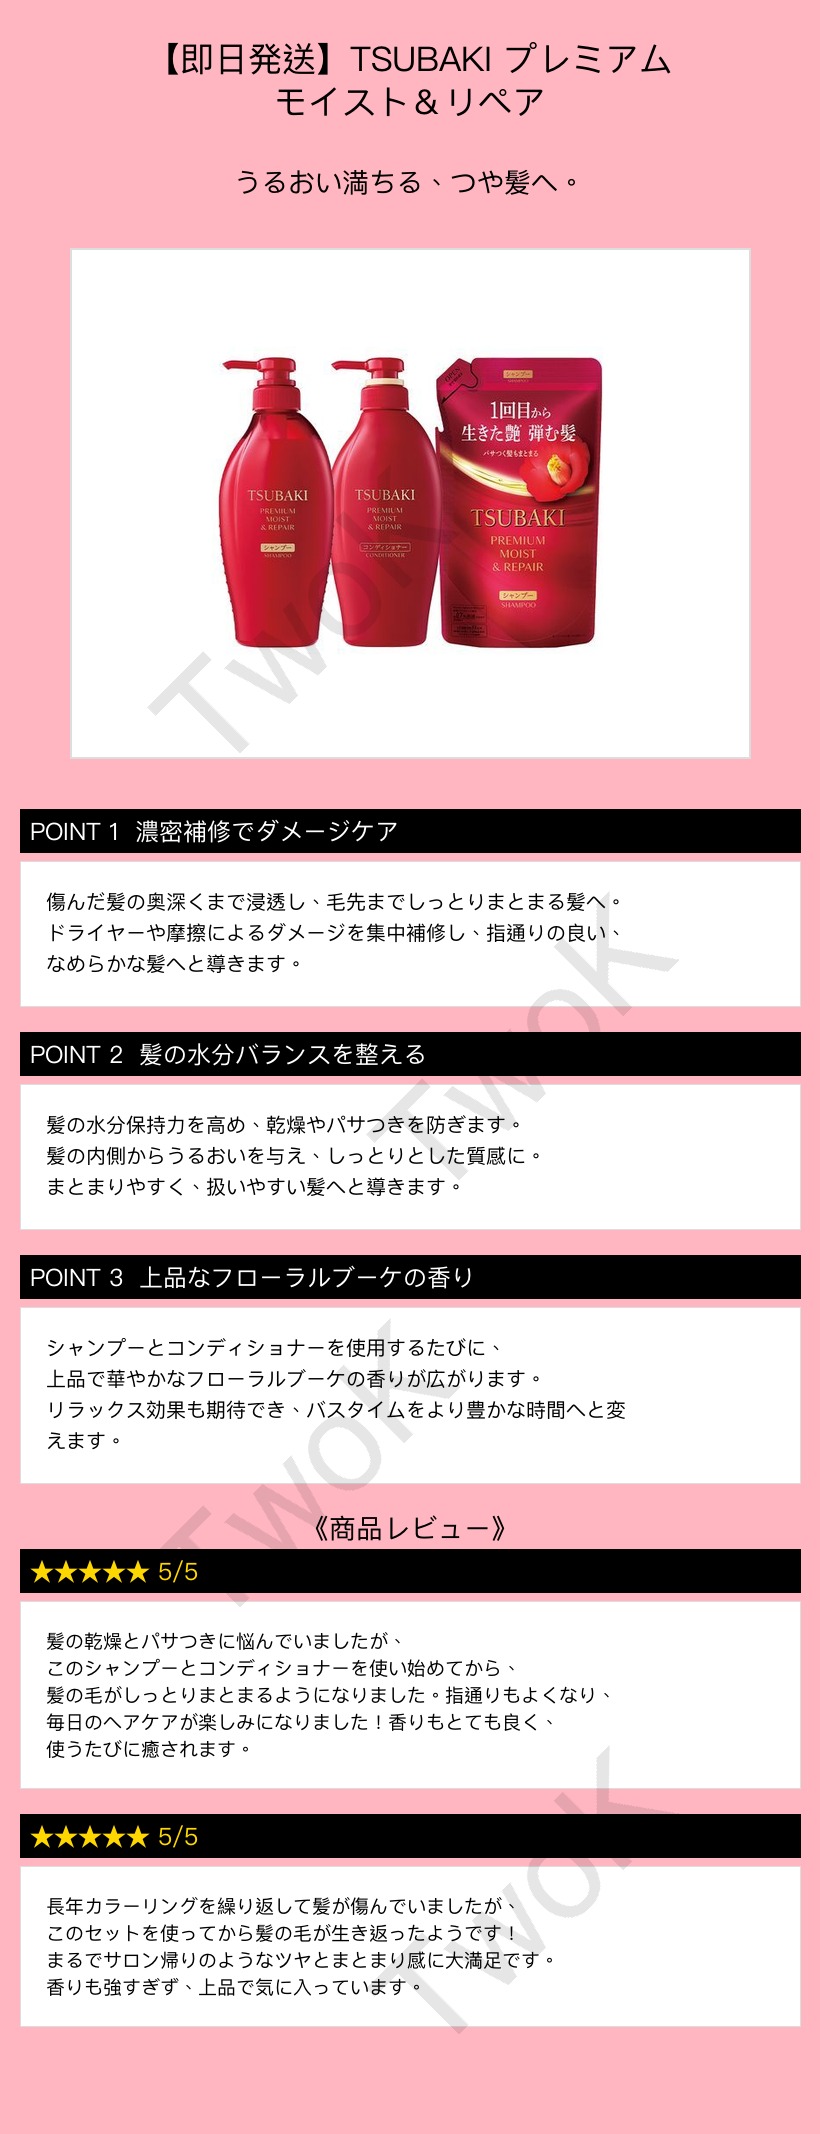 【即日発送】TSUBAKI プレミアム
モイスト＆リペア
うるおい満ちる、つや髪へ。
シャンプー
SHAMPOO
OPEN
1回目から
生きた艶 弾む髪
パサつく髪もまとまる
TSUBAKI
PREMIUM
MOIST
& REPAIR
シャンプー
SHAMPOO
TSUBAKI
PREMIUM
MOIST
& REPAIR
コンディショナー
CONDITIONER
TSUBAKI
PREMIUM
MOIST
& REPAIR
シャンプー
SHAMPOO
TwoK
POINT 1 濃密補修でダメージケア
傷んだ髪の奥深くまで浸透し、毛先までしっとりまとまる髪へ。
ドライヤーや摩擦によるダメージを集中補修し、指通りの良い、
なめらかな髪へと導きます。
TwoK
POINT 2 髪の水分バランスを整える
髪の水分保持力を高め、乾燥やパサつきを防ぎます。
髪の内側からうるおいを与え、しっとりとした質感に。
まとまりやすく、扱いやすい髪へと導きます。
POINT 3 上品なフローラルブーケの香り
シャンプーとコンディショナーを使用するたびに、
上品で華やかなフローラルブーケの香りが広がります。
リラックス効果も期待でき、バスタイムをより豊かな時間へと変
えます。
TwoK
《商品レビュー》
★★★★★ 5/5
髪の乾燥とパサつきに悩んでいましたが、
このシャンプーとコンディショナーを使い始めてから、
髪の毛がしっとりまとまるようになりました。指通りもよくなり、
毎日のヘアケアが楽しみになりました！香りもとても良く、
使うたびに癒されます。
★★★★★ 5/5
長年カラーリングを繰り返して髪が傷んでいましたが、
このセットを使ってから髪の毛が生き返ったようです！
まるでサロン帰りのようなツヤとまとまり感に大満足です。
香りも強すぎず、上品で気に入っています。
TwoK